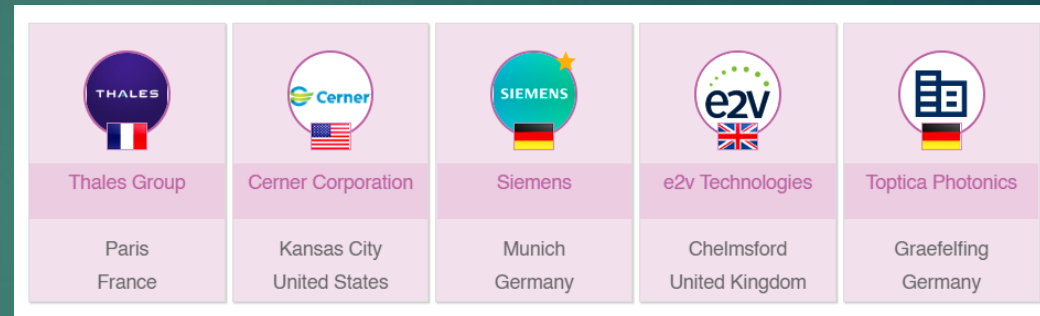 THALES
Cerner
SIEMENS
e2v
Thales Group
Cerner Corporation
Siemens
e2v Technologies
Toptica Photonics
Paris
France
Kansas City
United States
Munich
Germany
Chelmsford
United Kingdom
Graefelfing
Germany